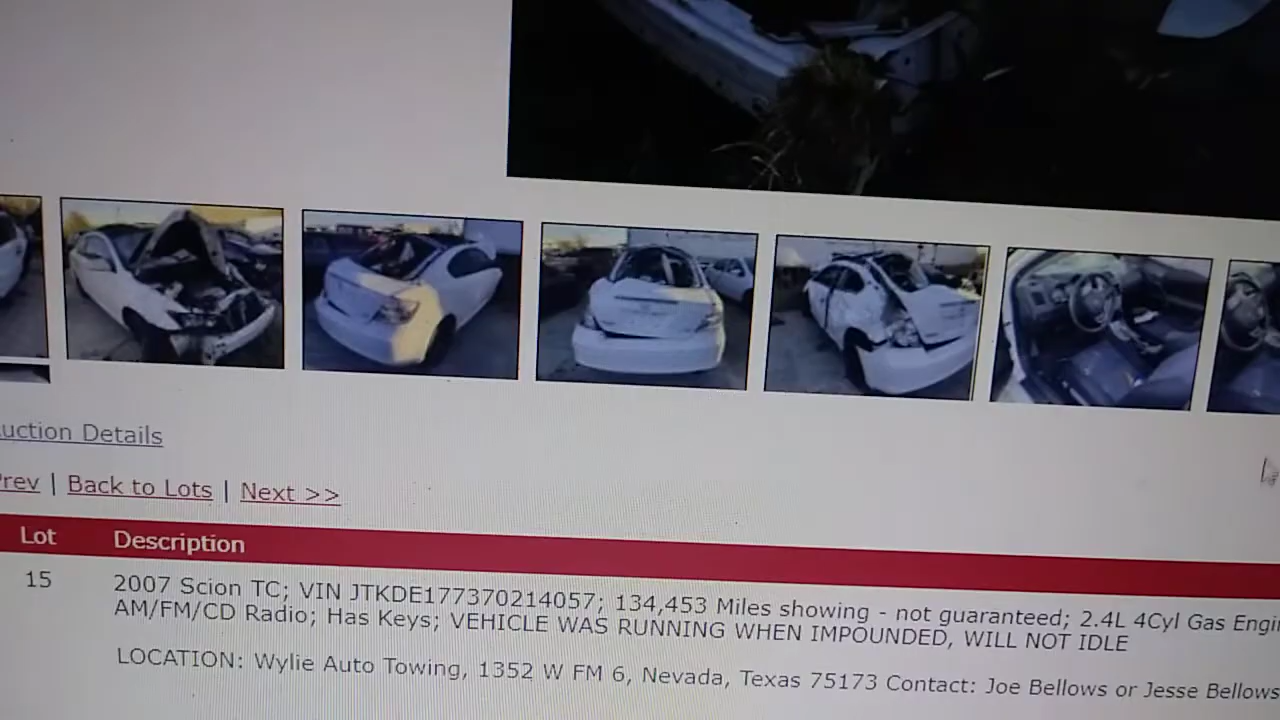 uction Details
Prev | Back to Lots | Next >>
Lot Description
15 2007 Scion TC; VIN JTKDE177370214057; 134,453 Miles showing - not guaranteed; 2.4L 4Cyl Gas Engi
AM/FM/CD Radio; Has Keys; VEHICLE WAS RUNNING WHEN IMPOUNDED, WILL NOT IDLE
LOCATION: Wylie Auto Towing, 1352 W FM 6, Nevada, Texas 75173 Contact: Joe Bellows or Jesse Bellows